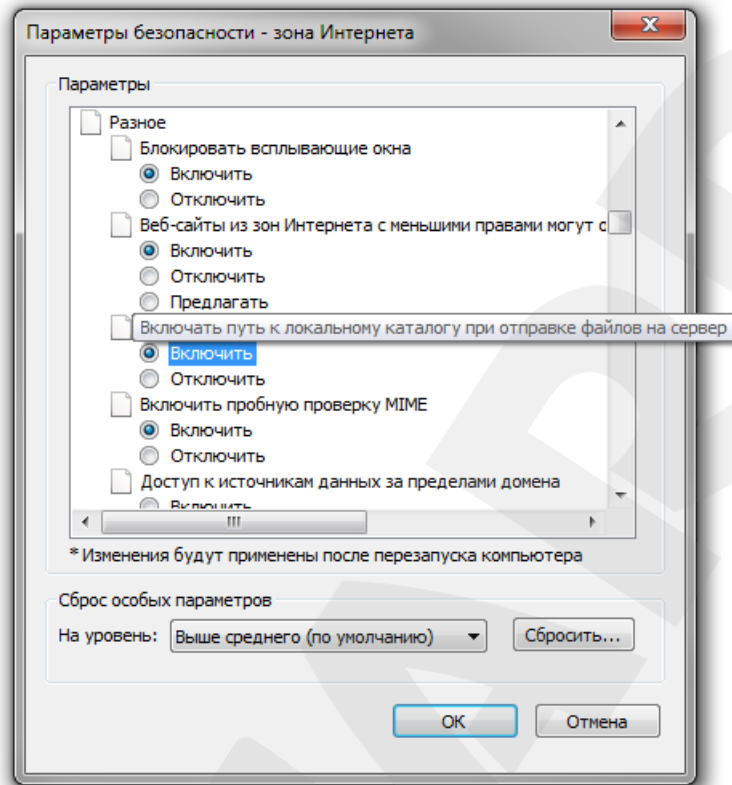 Параметры безопасности - зона Интернета
Параметры
Разное
Блокировать всплывающие окна
Включить
Отключить
Веб-сайты из зон Интернета с меньшими правами могут о
Включить
Отключить
Предлагать
Включать путь к локальному каталогу при отправке файлов на сервер
Включить
Отключить
Включить пробную проверку MIME
Включить
Отключить
Доступ к источникам данных за пределами домена
Включить
* Изменения будут применены после перезапуска компьютера
Сброс особых параметров
На уровень: Выше среднего (по умолчанию) Сбросить...
ОК Отмена